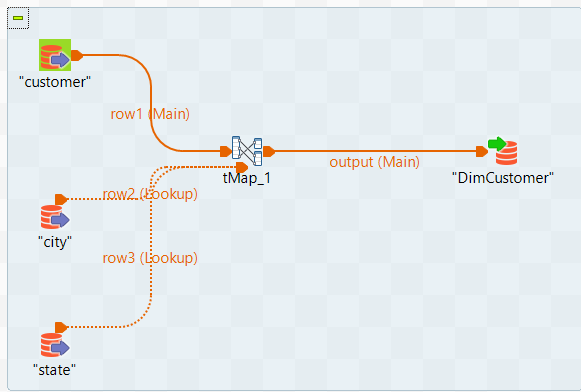 "customer"
row1 (Main)
tMap_1
output (Main)
"DimCustomer"
row2 (Lookup)
"city"
row3 (Lookup)
"state"